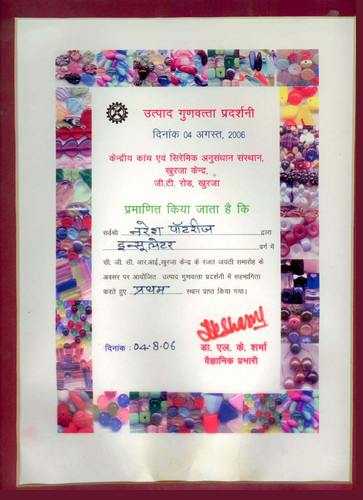 उत्पाद गुणवत्ता प्रदर्शनी
दिनांक 04 अगस्त, 2006
केन्द्रीय कांच एवं सिरेमिक अनुसंधान संस्थान,
खुरजा केन्द्र,
जी.टी. रोड, खुरजा
प्रमाणित किया जाता है कि
सर्वश्री नरेश पॉटरीज द्वारा
इन्सूलेटर वर्ग में
सी. जी. सी. आर.आई.खुरजा केन्द्र के रजत जयंती समारोह के
अवसर पर आयोजित उत्पाद गुणवत्ता प्रदर्शनी में सहभागिता
करते हुए प्रथम स्थान प्राप्त किया गया।
दिनांक : 04.8.06
डा. एल. के. शर्मा
वैज्ञानिक प्रभारी